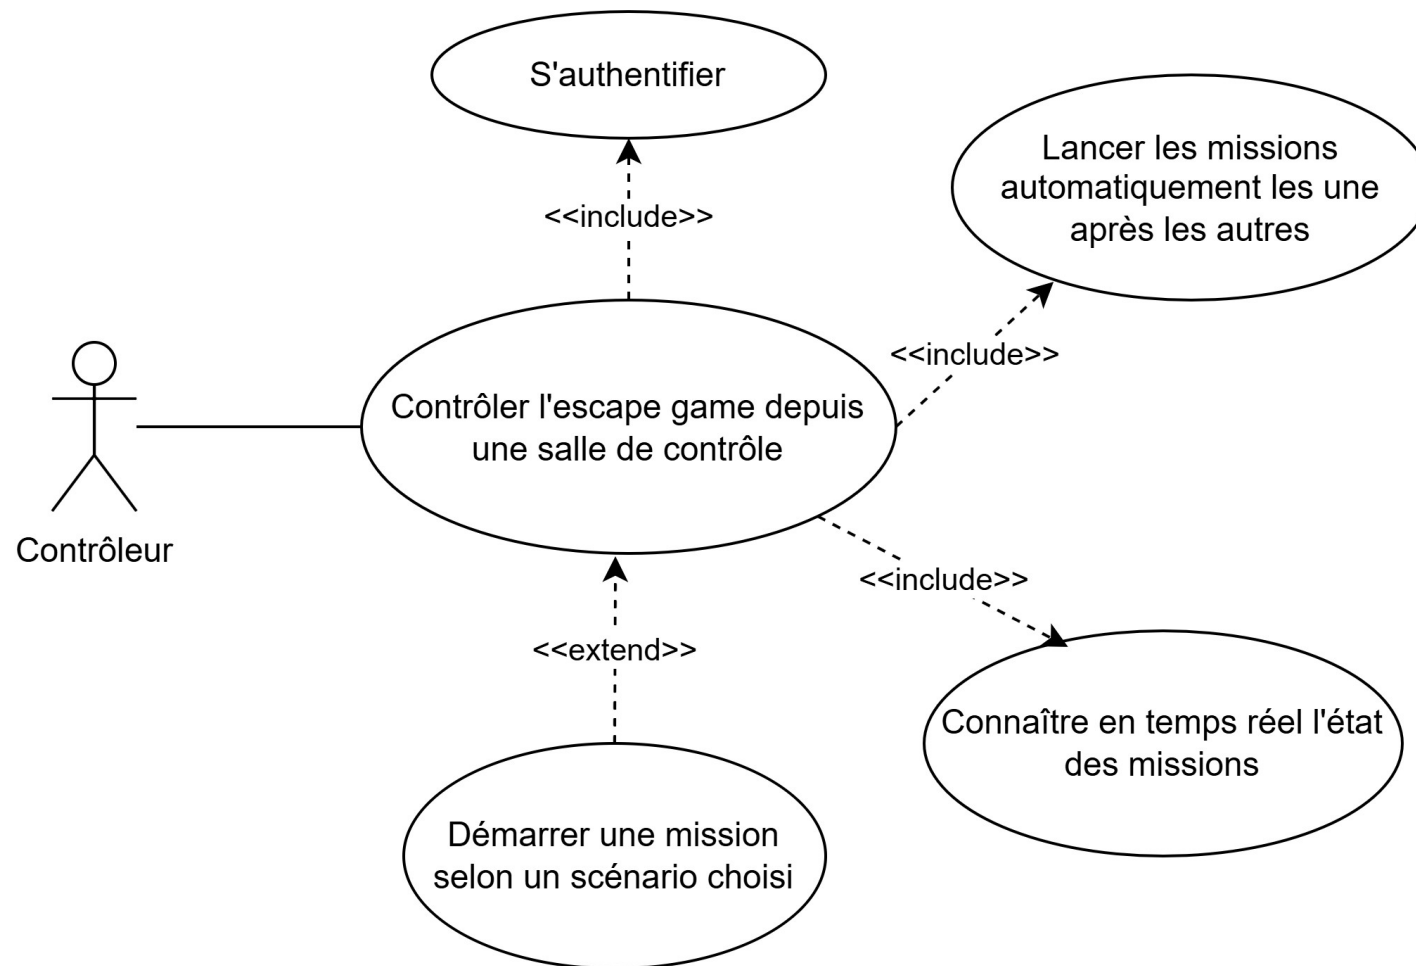 S'authentifier
Lancer les missions
automatiquement les une
après les autres
<<include>>
<<include>>
Contrôler l'escape game depuis
une salle de contrôle
Contrôleur
<<include>>
<<extend>>
Connaître en temps réel l'état
des missions
Démarrer une mission
selon un scénario choisi